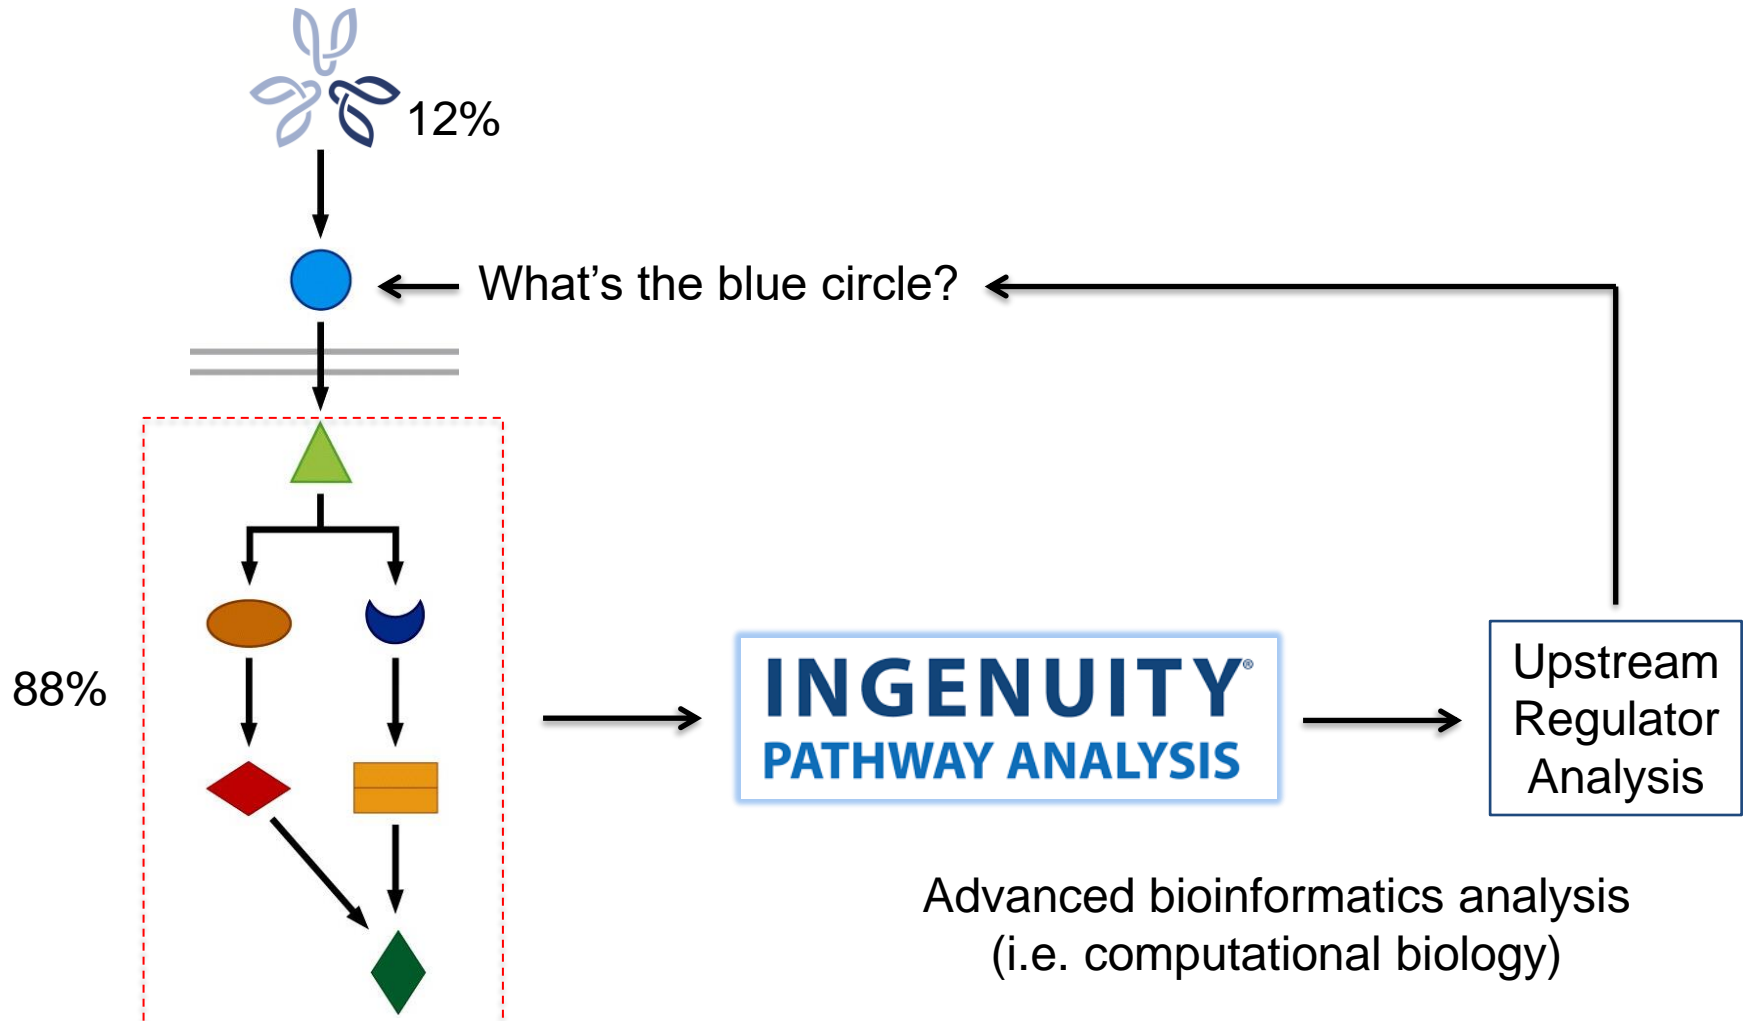 12%
What’s the blue circle?
88%
INGENUITY®
PATHWAY ANALYSIS
Upstream
Regulator
Analysis
Advanced bioinformatics analysis
(i.e. computational biology)